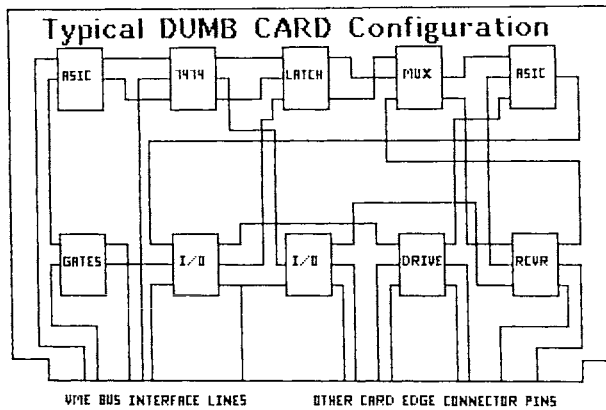 Typical DUMB CARD Configuration
ASIC 7474 LATCH MUX ASIC
GATES I/O I/O DRIVE RCVR
VME BUS INTERFACE LINES OTHER CARD EDGE CONNECTOR PINS